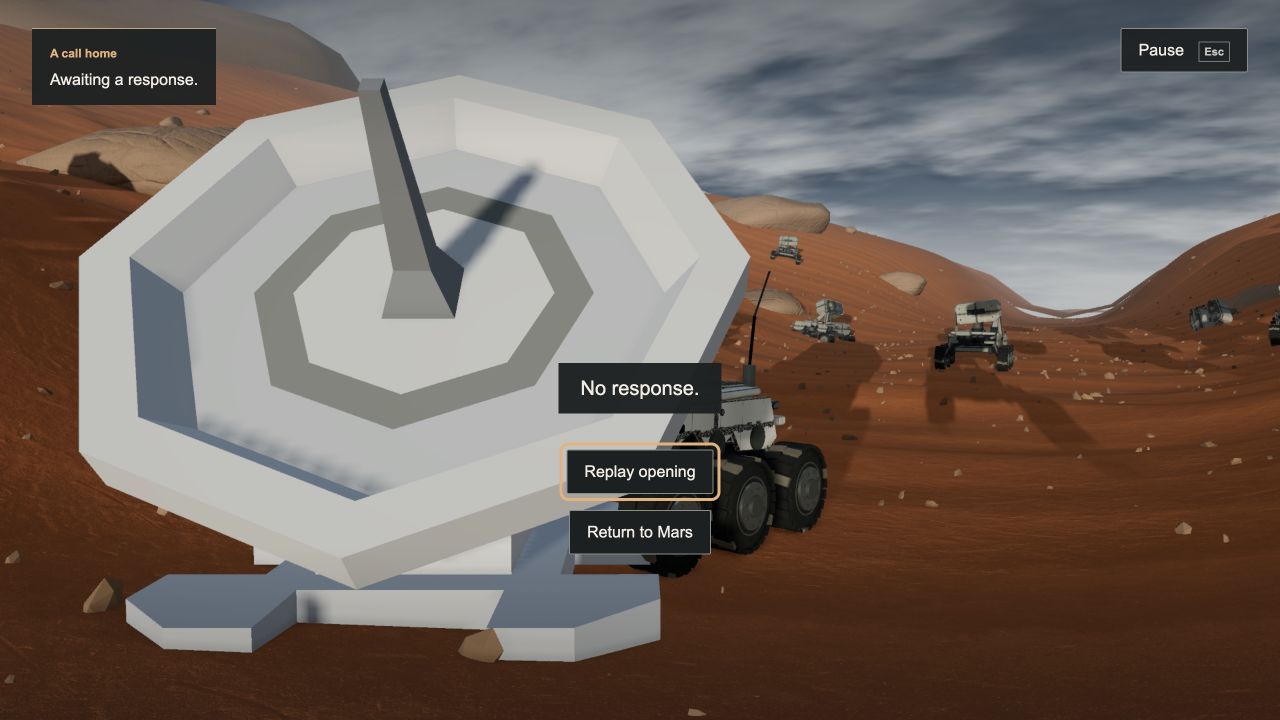 A call home
Awaiting a response.
Pause Esc
No response.
Replay opening
Return to Mars